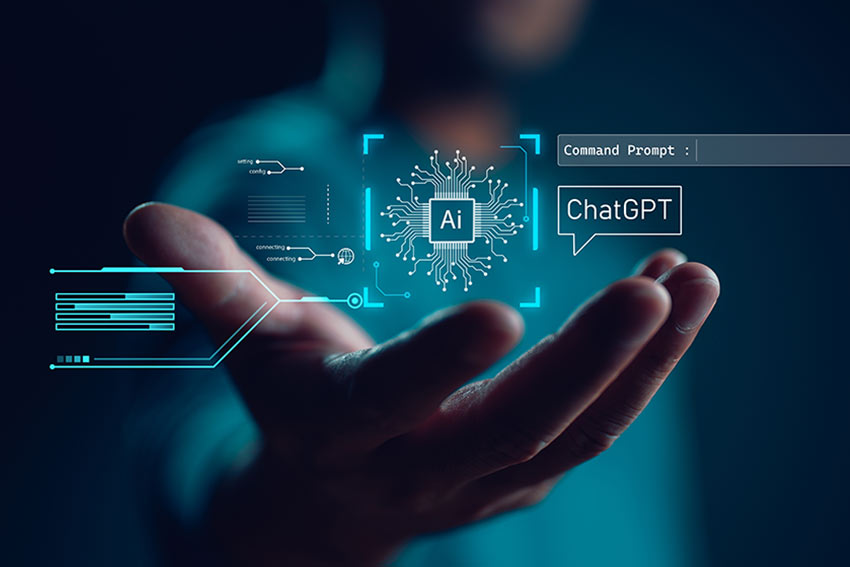 Command Prompt :
setting
config
Ai
ChatGPT
connecting
connecting